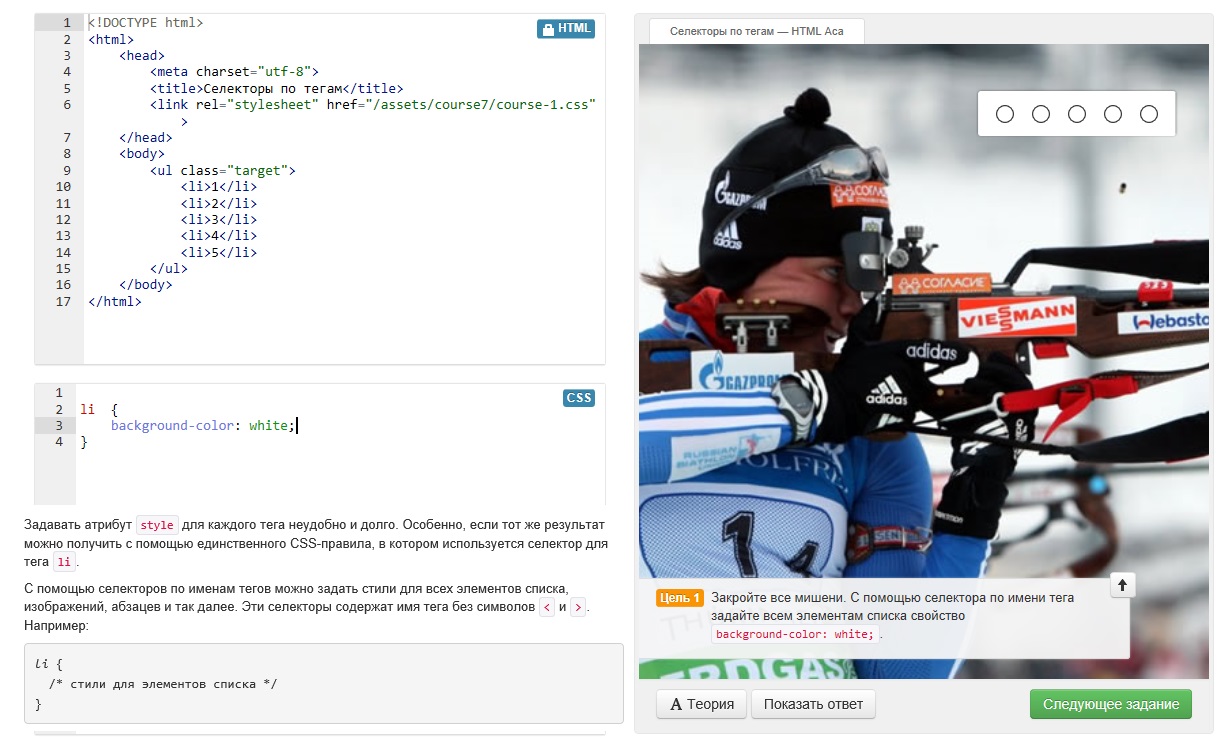 1 <!DOCTYPE html>
HTML
2 <html>
3 <head>
4 <meta charset="utf-8">
5 <title>Селекторы по тегам</title>
6 <link rel="stylesheet" href="/assets/course7/course-1.css"
>
7 </head>
8 <body>
9 <ul class="target">
10 <li>1</li>
11 <li>2</li>
12 <li>3</li>
13 <li>4</li>
14 <li>5</li>
15 </ul>
16 </body>
17 </html>
1
CSS
2 li {
3 background-color: white;
4 }
Задавать атрибут style для каждого тега неудобно и долго. Особенно, если тот же результат
можно получить с помощью единственного CSS-правила, в котором используется селектор для
тега li.
С помощью селекторов по именам тегов можно задать стили для всех элементов списка,
изображений, абзацев и так далее. Эти селекторы содержат имя тега без символов < и >.
Например:
li {
/* стили для элементов списка */
}
Селекторы по тегам — HTML Aca
GAZPROM
СОГЛАСИЕ
adidas
СОГЛАСИЕ
VIESSMANN
Webasto
adidas
GAZPROM
adidas
RUSSIAN
BIATHLON
UNION
14
Цель 1 Закройте все мишени. С помощью селектора по имени тега
задайте всем элементам списка свойство
background-color: white; .
ERDGAS
A Теория
Показать ответ
Следующее задание